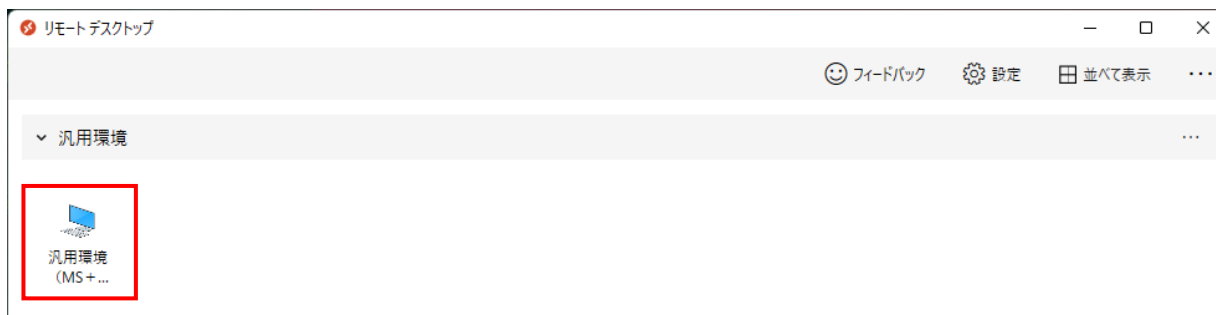 リモート デスクトップ
フィードバック 設定 並べて表示 ...
汎用環境 ...
汎用環境
（MS＋...